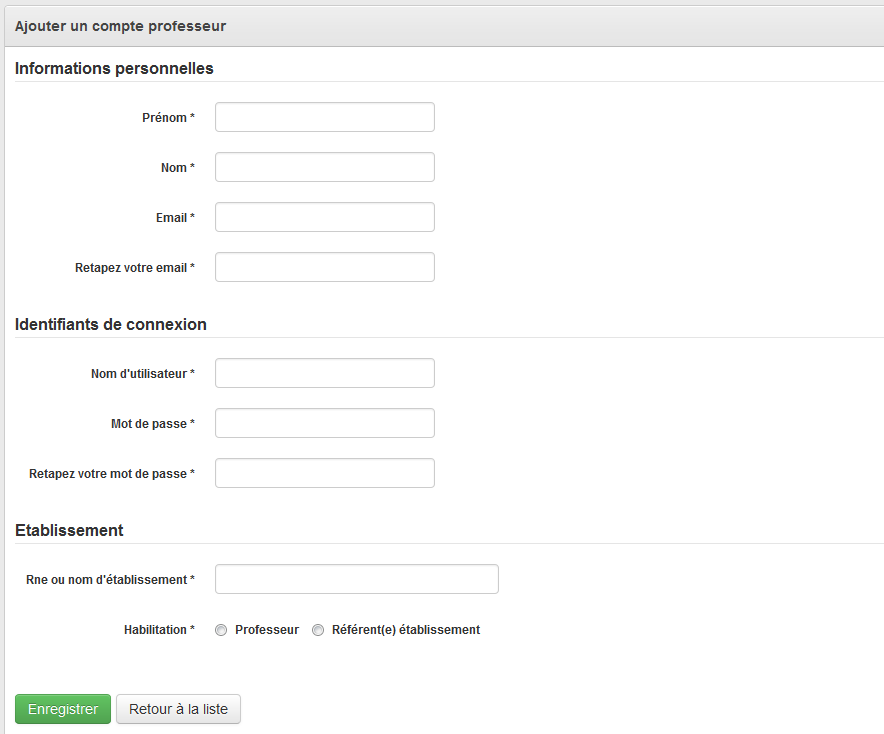 Ajouter un compte professeur
Informations personnelles
Prénom *
Nom *
Email *
Retapez votre email *
Identifiants de connexion
Nom d'utilisateur *
Mot de passe *
Retapez votre mot de passe *
Etablissement
Rne ou nom d'établissement *
Habilitation * Professeur Référent(e) établissement
Enregistrer Retour à la liste